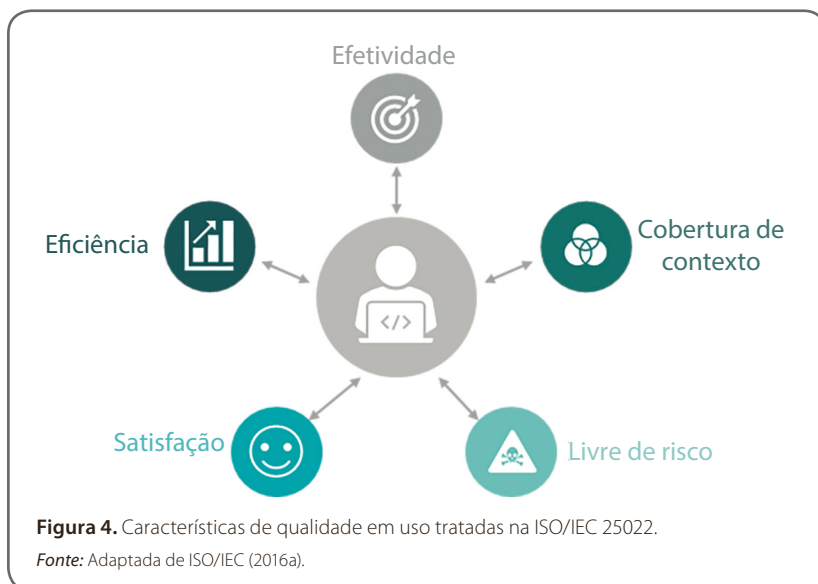 Efetividade
Eficiência
Cobertura de
contexto
</>
Satisfação
Livre de risco
Figura 4. Características de qualidade em uso tratadas na ISO/IEC 25022.
Fonte: Adaptada de ISO/IEC (2016a).